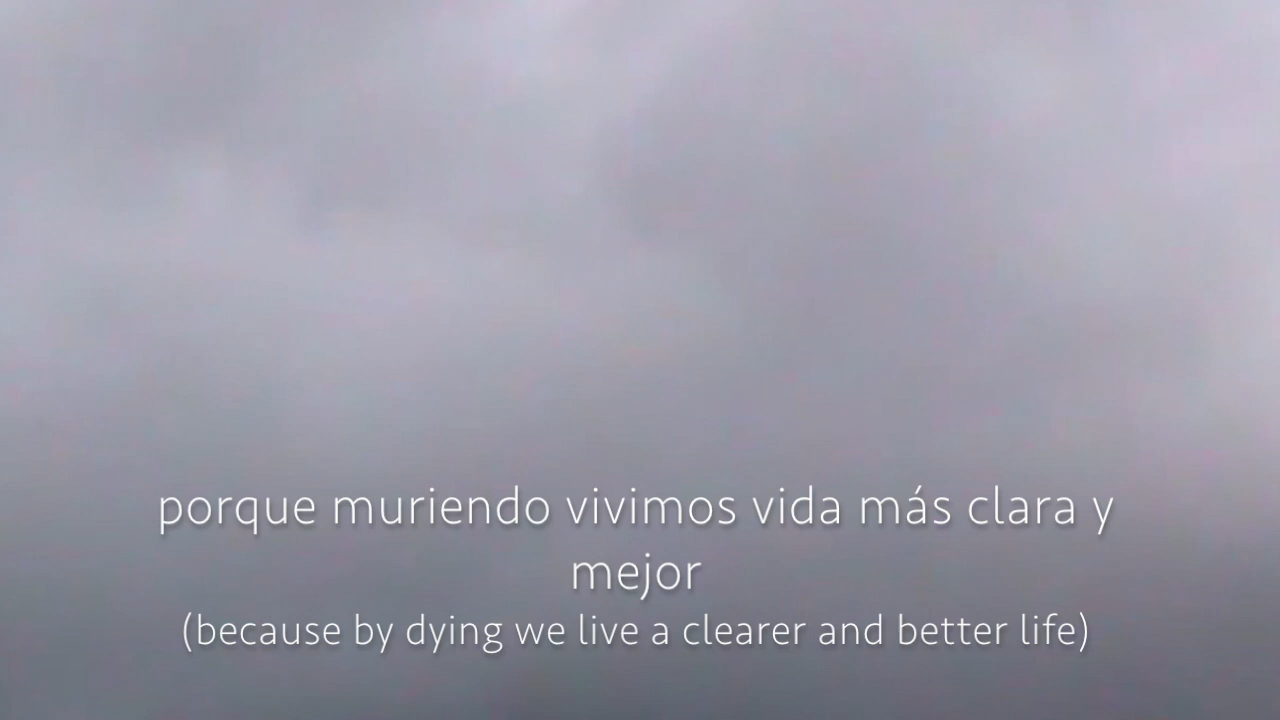 porque muriendo vivimos vida más clara y
mejor
(because by dying we live a clearer and better life)